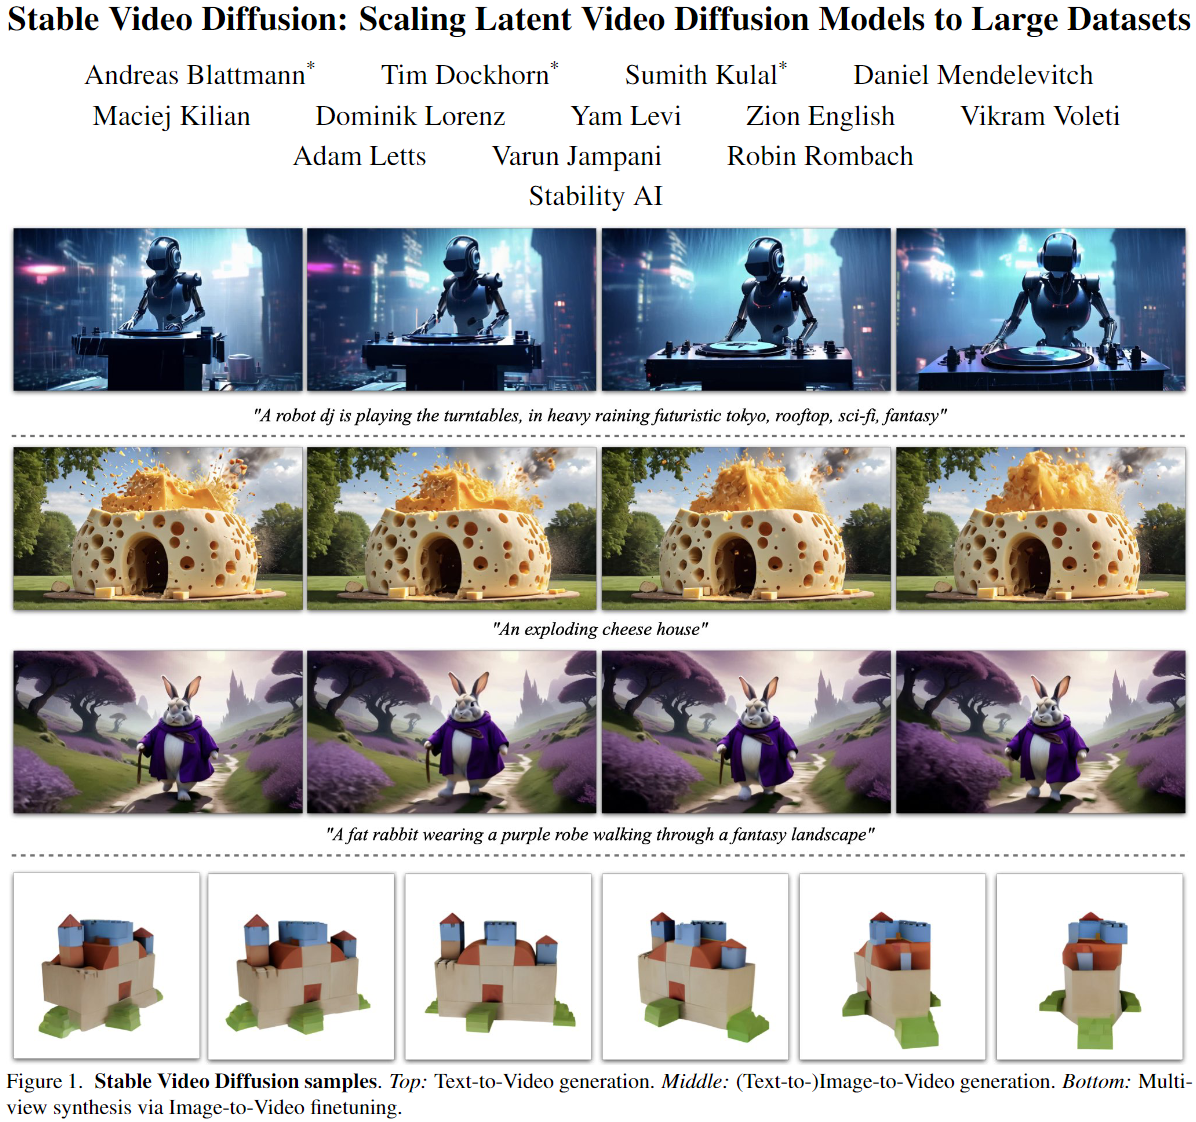 Stable Video Diffusion: Scaling Latent Video Diffusion Models to Large Datasets
Andreas Blattmann* Tim Dockhorn* Sumith Kulal* Daniel Mendelevitch
Maciej Kilian Dominik Lorenz Yam Levi Zion English Vikram Voleti
Adam Letts Varun Jampani Robin Rombach
Stability AI
"A robot dj is playing the turntables, in heavy raining futuristic tokyo, rooftop, sci-fi, fantasy"
"An exploding cheese house"
"A fat rabbit wearing a purple robe walking through a fantasy landscape"
Figure 1. Stable Video Diffusion samples. Top: Text-to-Video generation. Middle: (Text-to-)Image-to-Video generation. Bottom: Multi-
view synthesis via Image-to-Video finetuning.